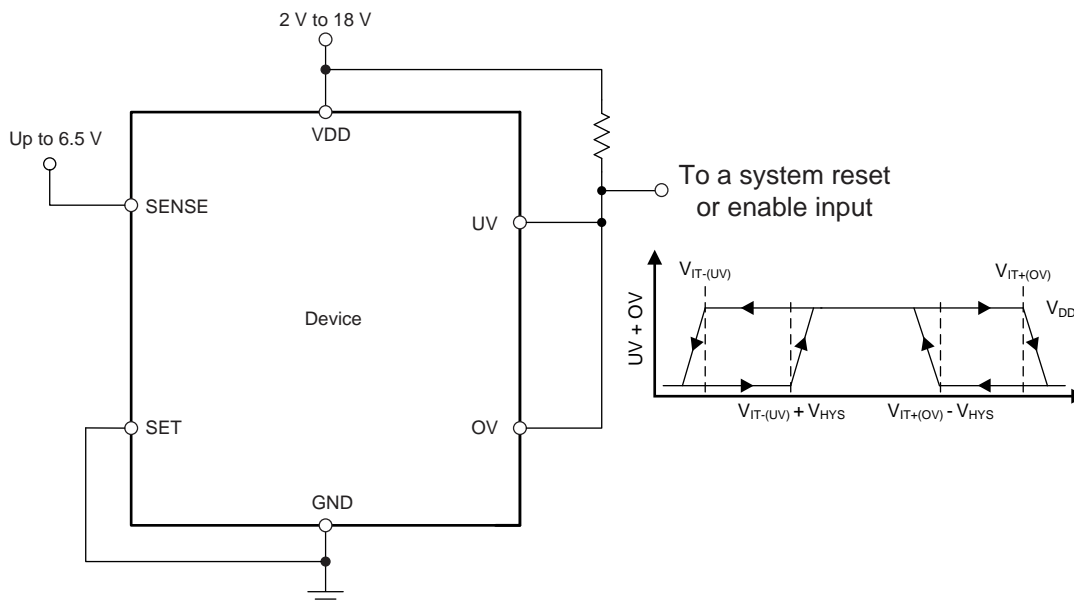 2 V to 18 V
VDD
Up to 6.5 V
SENSE
UV
To a system reset
or enable input
Device
SET
OV
GND
UV + OV
VIT-(UV)
VIT+(OV)
VDD
VIT-(UV) + VHYS
VIT+(OV) - VHYS